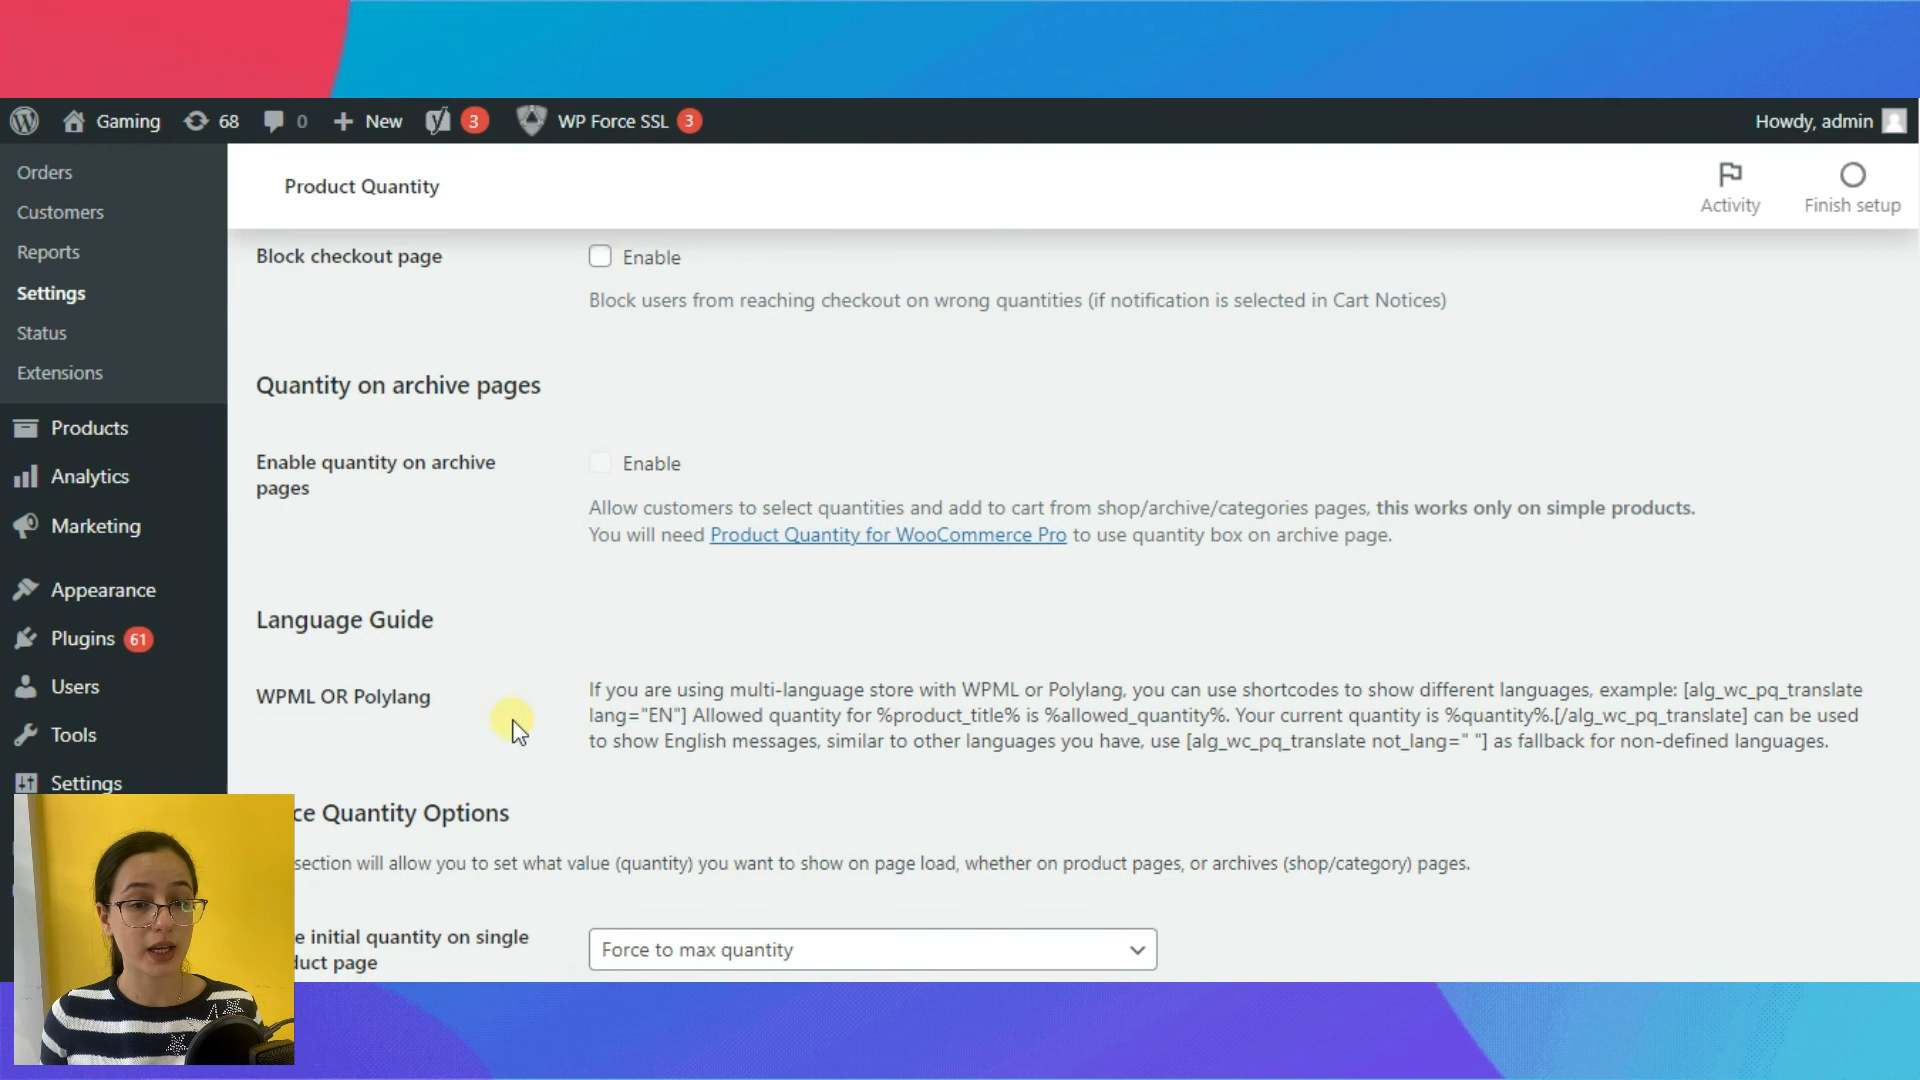 Gaming 68 0 New 3 WP Force SSL 3 Howdy, admin
Orders
Customers
Reports
Settings
Status
Extensions
Products
Analytics
Marketing
Appearance
Plugins 61
Users
Tools
Settings
Product Quantity
Activity
Finish setup
Block checkout page
Enable
Block users from reaching checkout on wrong quantities (if notification is selected in Cart Notices)
Quantity on archive pages
Enable quantity on archive
pages
Enable
Allow customers to select quantities and add to cart from shop/archive/categories pages, this works only on simple products.
You will need Product Quantity for WooCommerce Pro to use quantity box on archive page.
Language Guide
WPML OR Polylang
If you are using multi-language store with WPML or Polylang, you can use shortcodes to show different languages, example: [alg_wc_pq_translate
lang="EN"] Allowed quantity for %product_title% is %allowed_quantity%. Your current quantity is %quantity%.[/alg_wc_pq_translate] can be used
to show English messages, similar to other languages you have, use [alg_wc_pq_translate not_lang=" "] as fallback for non-defined languages.
ce Quantity Options
section will allow you to set what value (quantity) you want to show on page load, whether on product pages, or archives (shop/category) pages.
e initial quantity on single
duct page
Force to max quantity